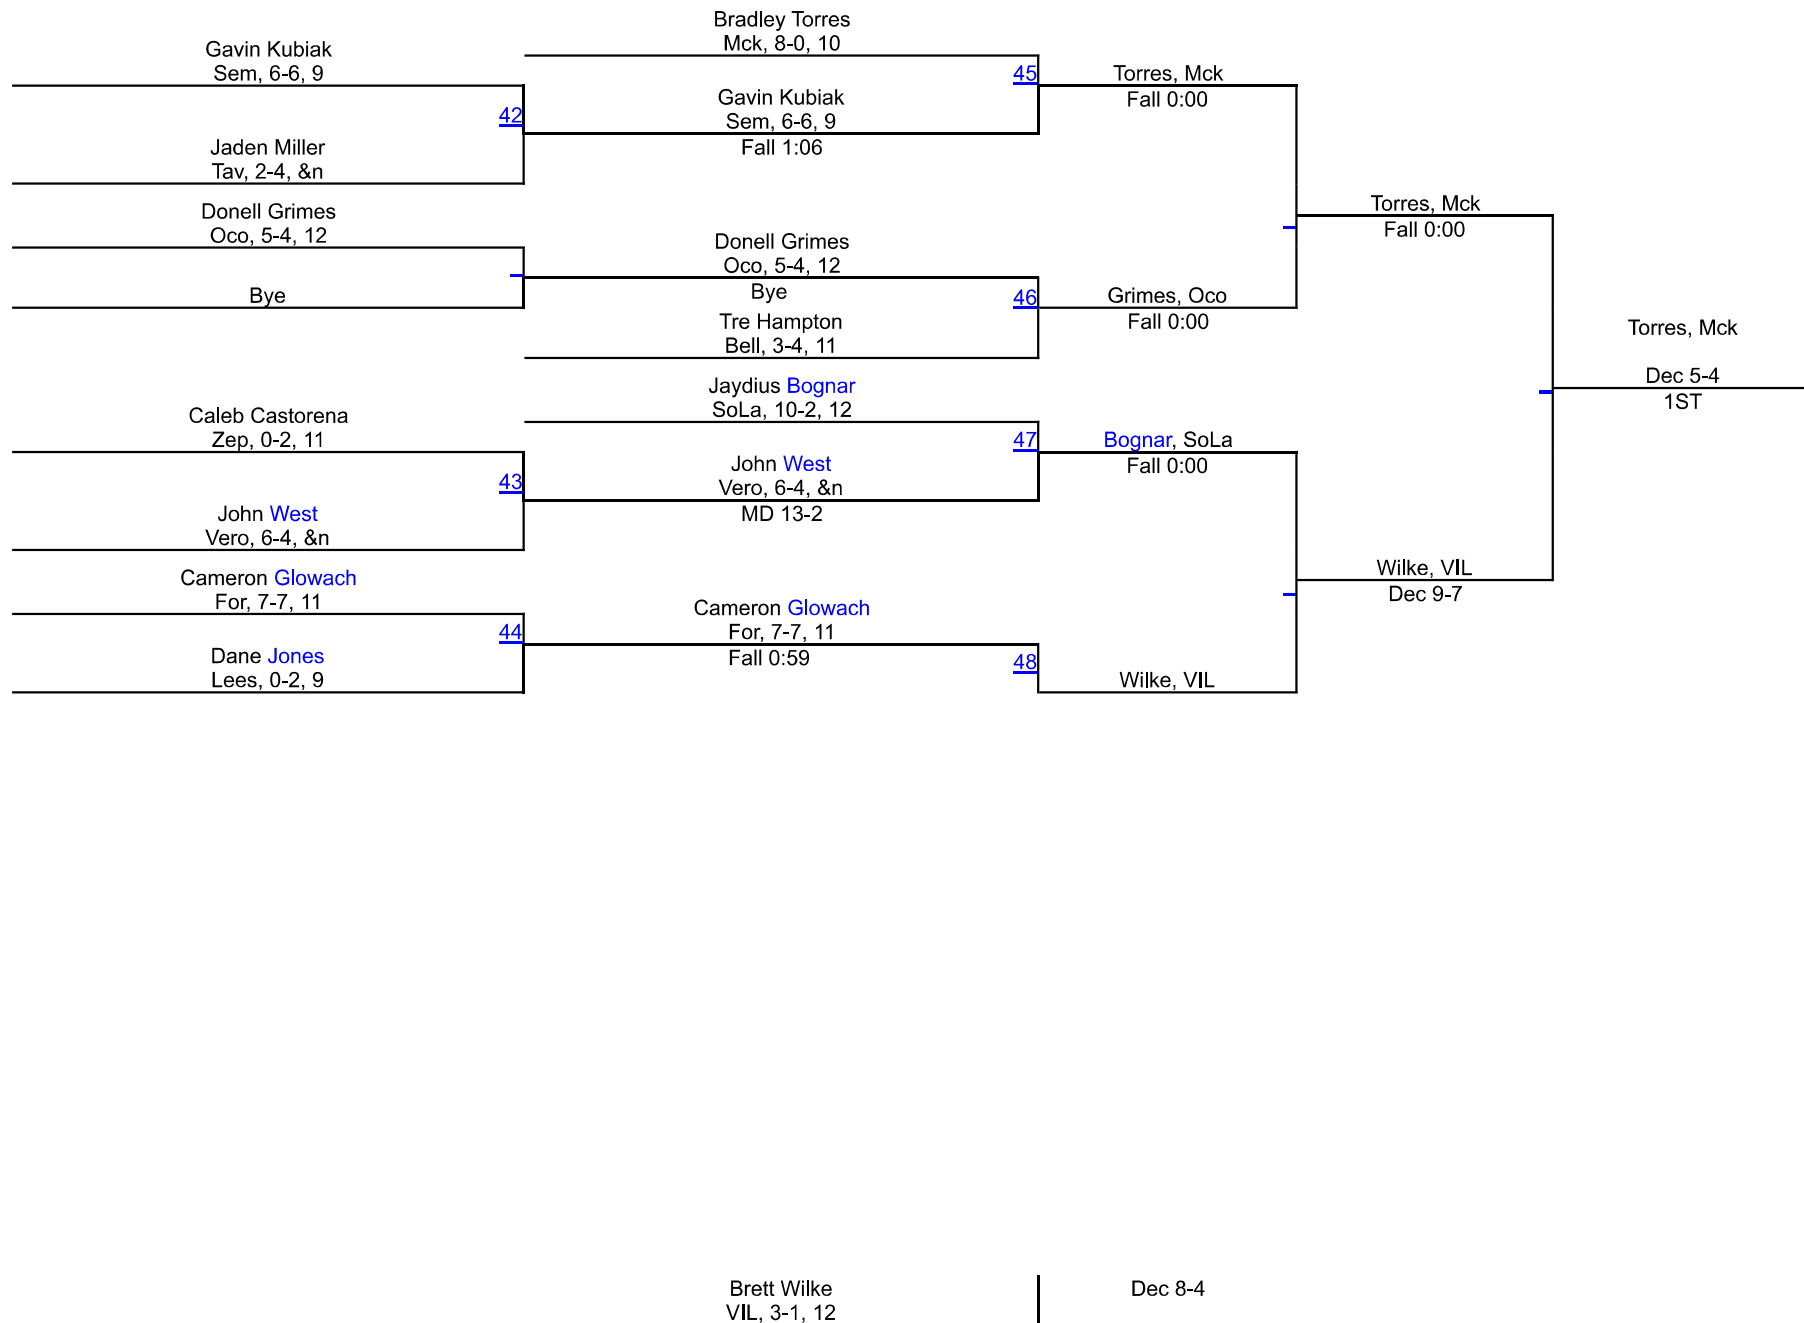 Gavin Kubiak
Sem, 6-6, 9
42
Jaden Miller
Tav, 2-4, &n
Donell Grimes
Oco, 5-4, 12
Bye
Caleb Castorena
Zep, 0-2, 11
43
John West
Vero, 6-4, &n
Cameron Glowach
For, 7-7, 11
44
Dane Jones
Lees, 0-2, 9
Bradley Torres
Mck, 8-0, 10
45
Gavin Kubiak
Sem, 6-6, 9
Fall 1:06
Donell Grimes
Oco, 5-4, 12
Bye
46
Tre Hampton
Bell, 3-4, 11
Jaydius Bognar
SoLa, 10-2, 12
47
John West
Vero, 6-4, &n
MD 13-2
Cameron Glowach
For, 7-7, 11
Fall 0:59
48
Brett Wilke
VIL, 3-1, 12
Torres, Mck
Fall 0:00
Grimes, Oco
Fall 0:00
Bognar, SoLa
Fall 0:00
Wilke, VIL
Dec 8-4
Torres, Mck
Fall 0:00
Wilke, VIL
Dec 9-7
Torres, Mck
Dec 5-4
1ST